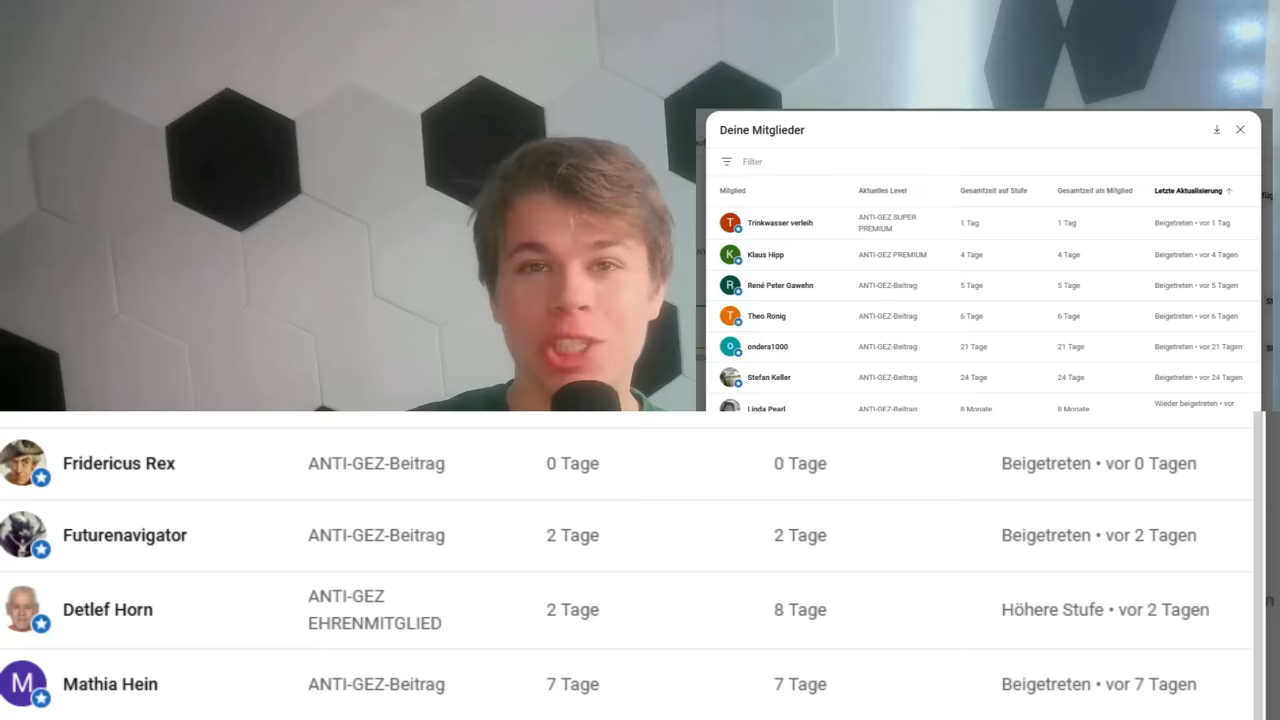 Deine Mitglieder
Filter
Mitglied Aktuelles Level Gesamtzeit auf Stufe Gesamtzeit als Mitglied Letzte Aktualisierung ↑
T Trinkwasser verleih ANTI-GEZ SUPER PREMIUM 1 Tag 1 Tag Beigetreten • vor 1 Tag
K Klaus Hipp ANTI-GEZ PREMIUM 4 Tage 4 Tage Beigetreten • vor 4 Tagen
R René Peter Gawehn ANTI-GEZ-Beitrag 5 Tage 5 Tage Beigetreten • vor 5 Tagen
T Theo Ronig ANTI-GEZ-Beitrag 6 Tage 6 Tage Beigetreten • vor 6 Tagen
o ondera1000 ANTI-GEZ-Beitrag 21 Tage 21 Tage Beigetreten • vor 21 Tagen
Stefan Keller ANTI-GEZ-Beitrag 24 Tage 24 Tage Beigetreten • vor 24 Tagen
Linda Pearl ANTI-GEZ-Beitrag 8 Monate 8 Monate Wieder beigetreten • vor
Fridericus Rex ANTI-GEZ-Beitrag 0 Tage 0 Tage Beigetreten • vor 0 Tagen
Futurenavigator ANTI-GEZ-Beitrag 2 Tage 2 Tage Beigetreten • vor 2 Tagen
Detlef Horn ANTI-GEZ EHRENMITGLIED 2 Tage 8 Tage Höhere Stufe • vor 2 Tagen
M Mathia Hein ANTI-GEZ-Beitrag 7 Tage 7 Tage Beigetreten • vor 7 Tagen